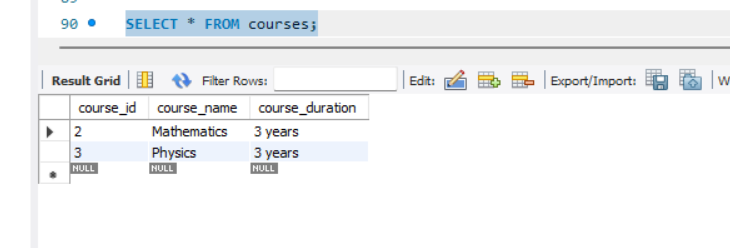 90 SELECT * FROM courses;
Result Grid Filter Rows: Edit: Export/Import: W
course_id course_name course_duration
2 Mathematics 3 years
3 Physics 3 years
NULL NULL NULL